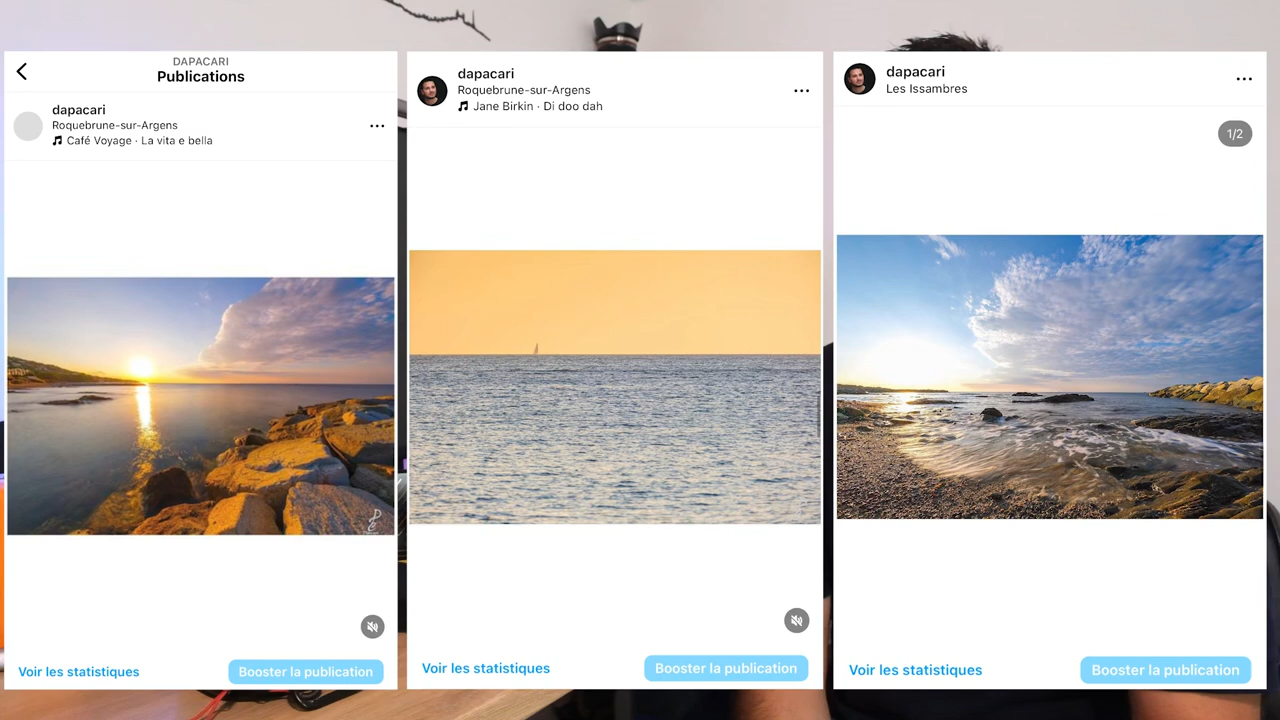 DAPACARI
Publications
dapacari
Roquebrune-sur-Argens
Café Voyage · La vita e bella
Voir les statistiques
Booster la publication
dapacari
Roquebrune-sur-Argens
Jane Birkin · Di doo dah
Voir les statistiques
Booster la publication
dapacari
Les Issambres
1/2
Voir les statistiques
Booster la publication